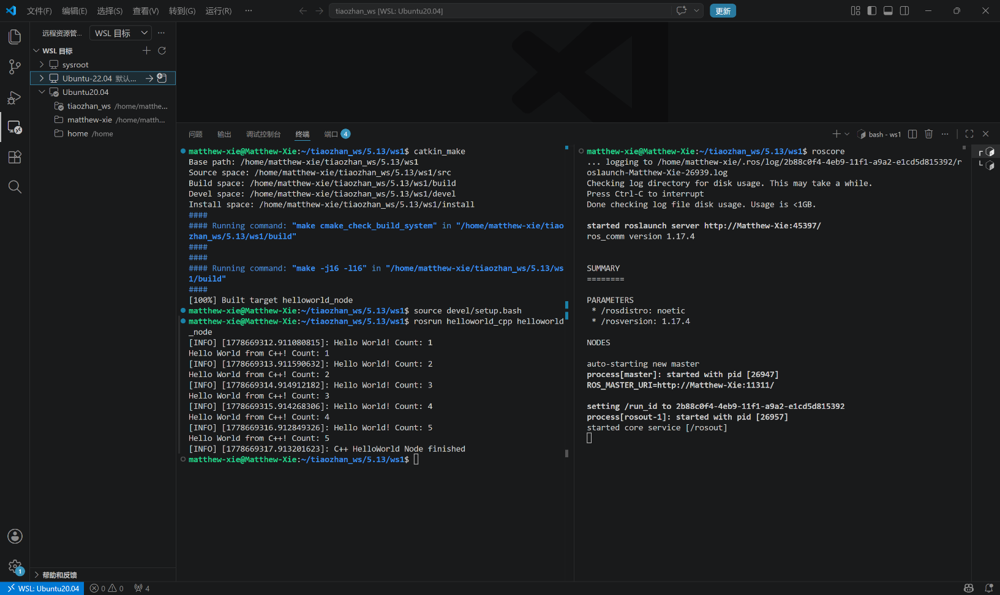 文件(F) 编辑(E) 选择(S) 查看(V) 转到(G) 运行(R) ··· tiaozhan_ws [WSL: Ubuntu20.04] 更新
远程资源管... WSL 目标 ···
WSL 目标
sysroot
Ubuntu-22.04 默认...
Ubuntu20.04
tiaozhan_ws /home/matthe...
matthew-xie /home/matth...
home /home
帮助和反馈
问题 输出 调试控制台 终端 端口 4 bash - ws1 ···
matthew-xie@Matthew-Xie:~/tiaozhan_ws/5.13/ws1$ catkin_make
Base path: /home/matthew-xie/tiaozhan_ws/5.13/ws1
Source space: /home/matthew-xie/tiaozhan_ws/5.13/ws1/src
Build space: /home/matthew-xie/tiaozhan_ws/5.13/ws1/build
Devel space: /home/matthew-xie/tiaozhan_ws/5.13/ws1/devel
Install space: /home/matthew-xie/tiaozhan_ws/5.13/ws1/install
####
#### Running command: "make cmake_check_build_system" in "/home/matthew-xie/tiao
zhan_ws/5.13/ws1/build"
####
####
#### Running command: "make -j16 -l16" in "/home/matthew-xie/tiaozhan_ws/5.13/ws
1/build"
####
[100%] Built target helloworld_node
matthew-xie@Matthew-Xie:~/tiaozhan_ws/5.13/ws1$ source devel/setup.bash
matthew-xie@Matthew-Xie:~/tiaozhan_ws/5.13/ws1$ rosrun helloworld_cpp helloworld
_node
[INFO] [1778669312.911080815]: Hello World! Count: 1
Hello World from C++! Count: 1
[INFO] [1778669313.911590632]: Hello World! Count: 2
Hello World from C++! Count: 2
[INFO] [1778669314.914912182]: Hello World! Count: 3
Hello World from C++! Count: 3
[INFO] [1778669315.914268306]: Hello World! Count: 4
Hello World from C++! Count: 4
[INFO] [1778669316.912849326]: Hello World! Count: 5
Hello World from C++! Count: 5
[INFO] [1778669317.913201623]: C++ HelloWorld Node finished
matthew-xie@Matthew-Xie:~/tiaozhan_ws/5.13/ws1$
matthew-xie@Matthew-Xie:~/tiaozhan_ws/5.13/ws1$ roscore
... logging to /home/matthew-xie/.ros/log/2b88c0f4-4eb9-11f1-a9a2-e1cd5d815392/r
oslaunch-Matthew-Xie-26939.log
Checking log directory for disk usage. This may take a while.
Press Ctrl-C to interrupt
Done checking log file disk usage. Usage is <1GB.
started roslaunch server http://Matthew-Xie:45397/
ros_comm version 1.17.4
SUMMARY
========
PARAMETERS
* /rosdistro: noetic
* /rosversion: 1.17.4
NODES
auto-starting new master
process[master]: started with pid [26947]
ROS_MASTER_URI=http://Matthew-Xie:11311/
setting /run_id to 2b88c0f4-4eb9-11f1-a9a2-e1cd5d815392
process[rosout-1]: started with pid [26957]
started core service [/rosout]
1
WSL: Ubuntu20.04 0 0 4